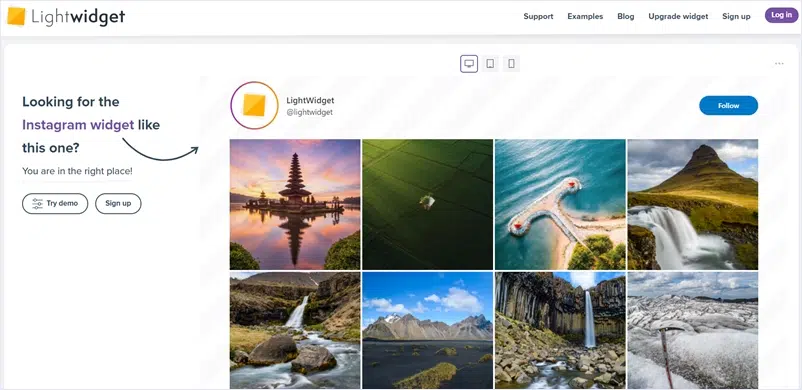 Lightwidget
Support Examples Blog Upgrade widget Sign up Log in
Looking for the
Instagram widget like
this one?
You are in the right place!
Try demo Sign up
LightWidget
@lightwidget
Follow